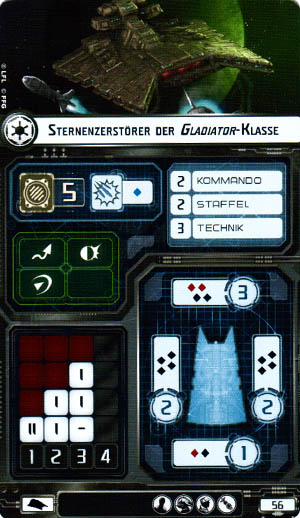 © LFL © FFG
STERNENZERSTÖRER DER GLADIATOR-KLASSE
5
2 KOMMANDO
2 STAFFEL
3 TECHNIK
3
2 2
1
I
I I
II I -
1 2 3 4
56